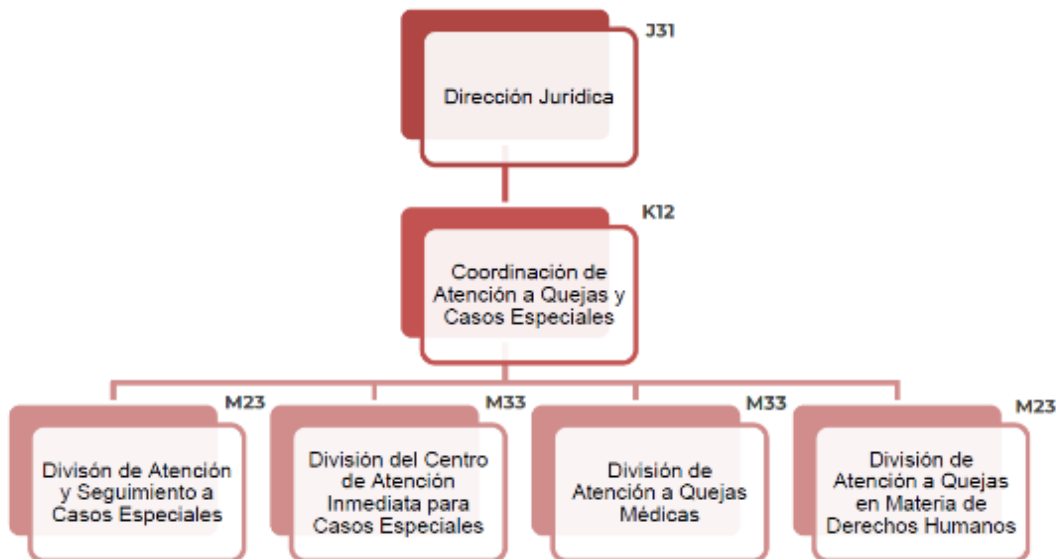 J31
Dirección Jurídica
K12
Coordinación de
Atención a Quejas y
Casos Especiales
M23
Divisón de Atención
y Seguimiento a
Casos Especiales
M33
División del Centro
de Atención
Inmediata para
Casos Especiales
M33
División de
Atención a Quejas
Médicas
M23
División de
Atención a Quejas
en Materia de
Derechos Humanos